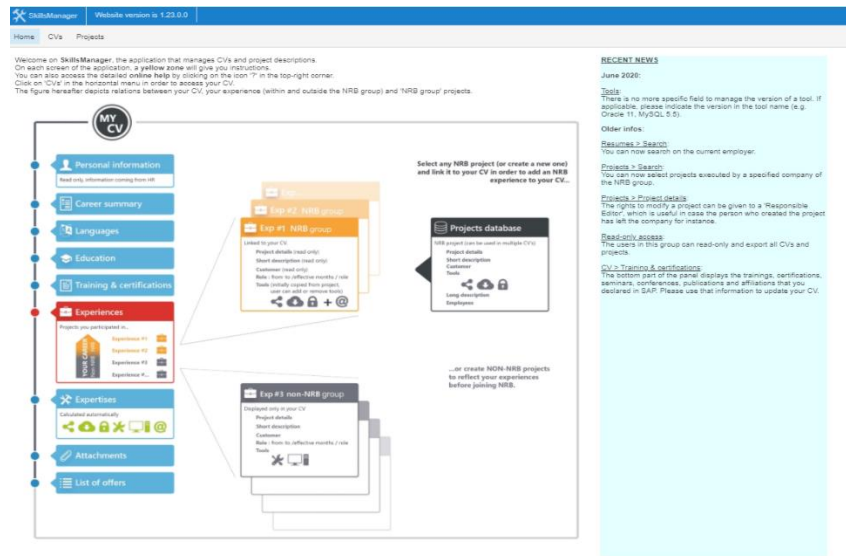 SkillsManager Website version is 1.23.0.0
Home CVs Projects
Welcome on SkillsManager, the application that manages CVs and project descriptions.
On each screen of the application, a yellow zone will give you instructions.
You can also access the detailed online help by clicking on the icon '?' in the top-right corner.
Click on 'CVs' in the horizontal menu in order to access your CV.
The figure hereafter depicts relations between your CV, your experience (within and outside the NRB group) and 'NRB group' projects.
MY
CV
Personal information
Read only, information coming from HR
Career summary
Languages
Education
Training & certifications
Experiences
Projects you participated in...
YOUR CAREER
Experience #1
Experience #2
Experience #3
Experience #...
Expertises
Calculated automatically
Attachments
List of offers
Exp
Exp #2 NRB group
Exp #1 NRB group
Linked to your CV
Project details (read only)
Short description (read only)
Customer (read only)
Role - from to /effective months / role
Tools (initially copied from project,
user can add or remove tools)
Select any NRB project (or create a new one)
and link it to your CV in order to add an NRB
experience to your CV...
Projects database
NRB project (can be used in multiple CV's)
Project details
Short description
Customer
Tools
Long description
Employees
...or create NON-NRB projects
to reflect your experiences
before joining NRB.
Exp #3 non-NRB group
Displayed only in your CV
Project details
Short description
Customer
Role - from to /effective months / role
Tools
RECENT NEWS
June 2020:
Tools:
There is no more specific field to manage the version of a tool. If
applicable, please indicate the version in the tool name (e.g.
Oracle 11, MySQL 5.5).
Older infos:
Resumes > Search:
You can now search on the current employer.
Projects > Search:
You can now select projects executed by a specified company of
the NRB group.
Projects > Project details:
The rights to modify a project can be given to a 'Responsible
Editor', which is useful in case the person who created the project
has left the company for instance.
Read-only access:
The users in this group can read-only and export all CVs and
projects.
CV > Training & certifications:
The bottom part of the panel displays the trainings, certifications,
seminars, conferences, publications and affiliations that you
declared in SAP. Please use that information to update your CV.